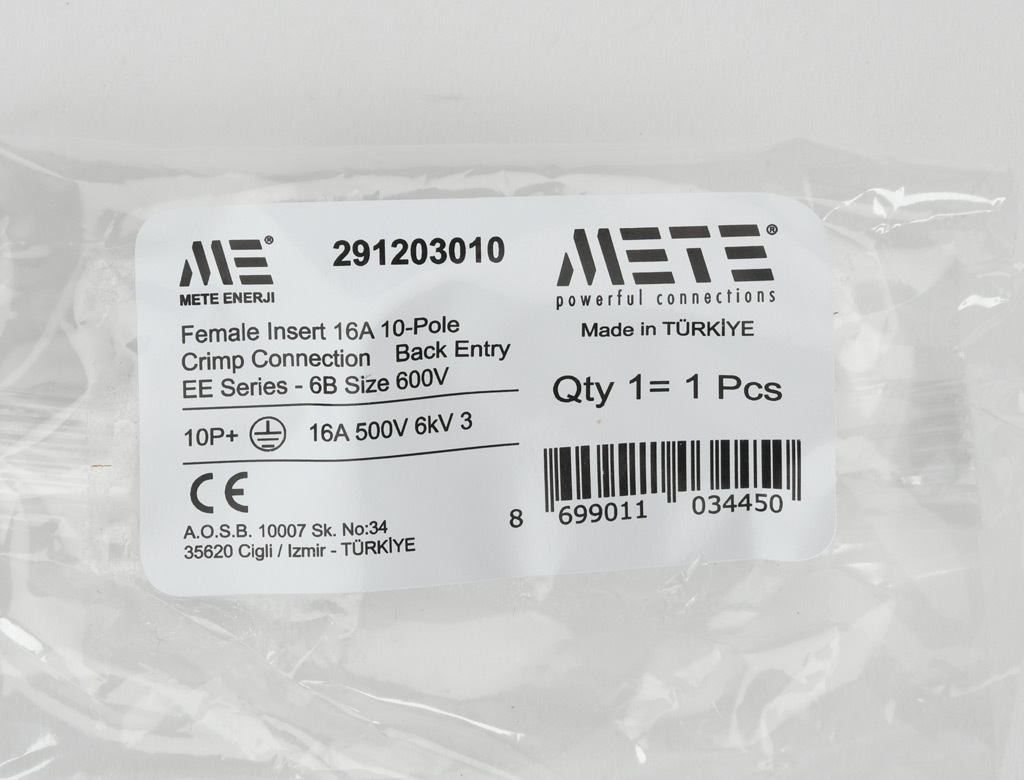 ME®
METE ENERJI
291203010
METE®
powerful connections
Made in TÜRKİYE
Female Insert 16A 10-Pole
Crimp Connection Back Entry
EE Series - 6B Size 600V
Qty 1= 1 Pcs
10P+ 16A 500V 6kV 3
CE
A.O.S.B. 10007 Sk. No:34
35620 Cigli / Izmir - TÜRKİYE
8 699011 034450